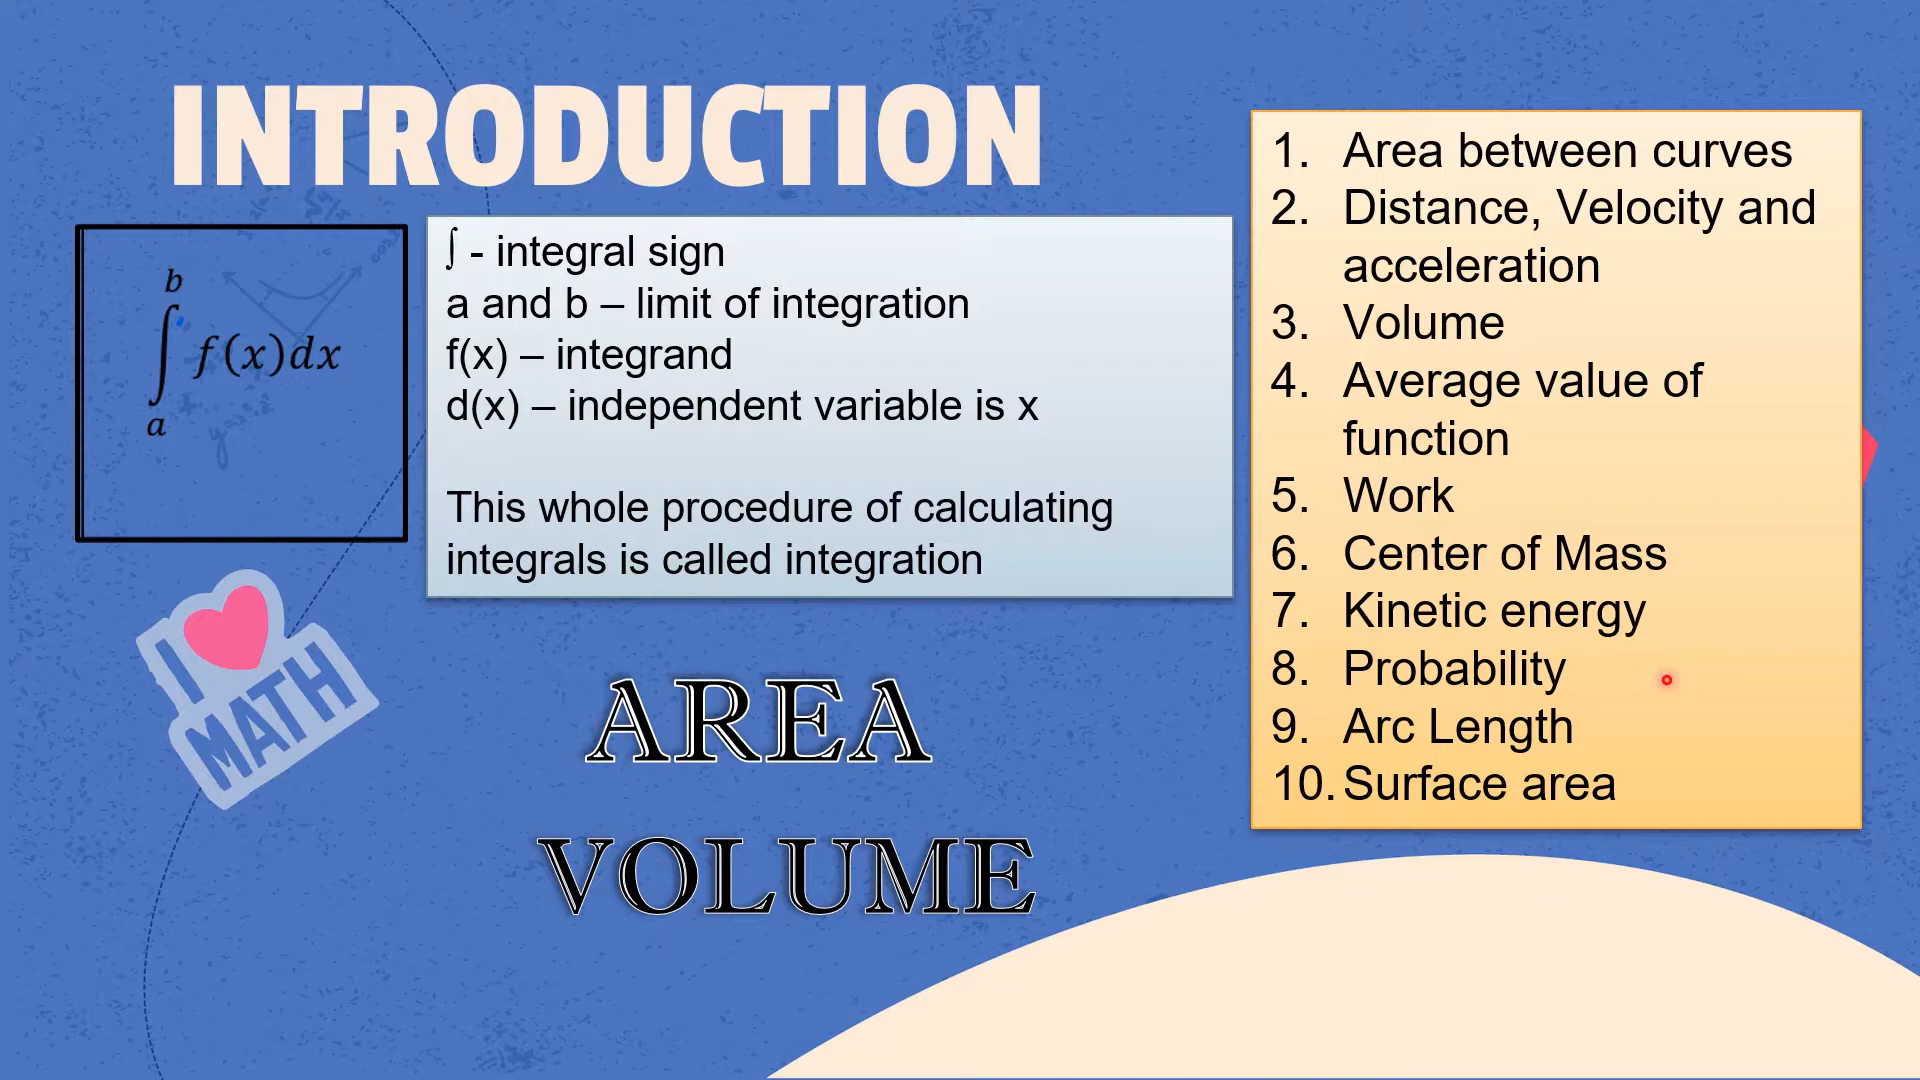 INTRODUCTION
b
∫ f(x)dx
a
∫ - integral sign
a and b – limit of integration
f(x) – integrand
d(x) – independent variable is x
This whole procedure of calculating
integrals is called integration
I
MATH
AREA
VOLUME
1. Area between curves
2. Distance, Velocity and
acceleration
3. Volume
4. Average value of
function
5. Work
6. Center of Mass
7. Kinetic energy
8. Probability
9. Arc Length
10. Surface area